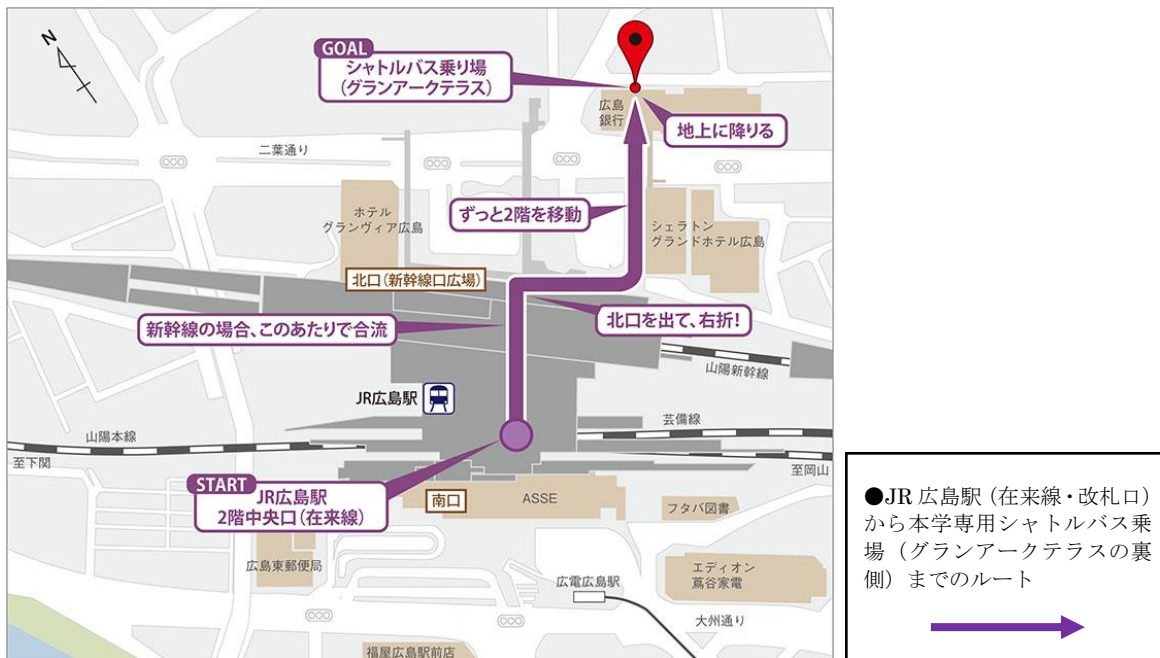 N
GOAL
シャトルバス乗り場
(グランアークテラス)
広島
銀行
地上に降りる
二葉通り
ホテル
グランヴィア広島
ずっと2階を移動
シェラトン
グランドホテル広島
北口(新幹線口広場)
新幹線の場合、このあたりで合流
北口を出て、右折!
山陽新幹線
JR広島駅
芸備線
山陽本線
至下関
至岡山
START
JR広島駅
2階中央口(在来線)
南口
ASSE
フタバ図書
広島東郵便局
広電広島駅
エディオン
蔦谷家電
大州通り
福屋広島駅前店
●JR 広島駅(在来線・改札口)
から本学専用シャトルバス乗
場(グランアークテラスの裏
側)までのルート